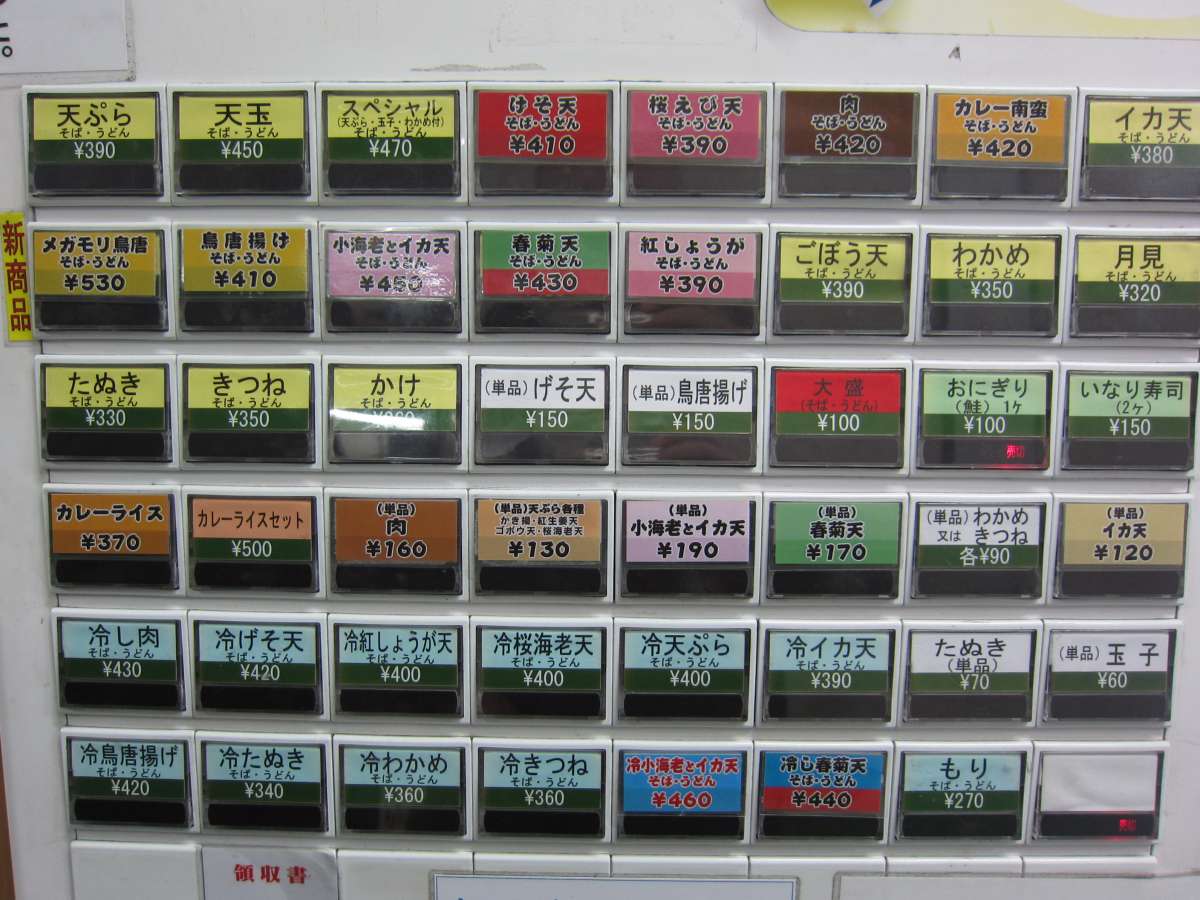 に。
天ぷら
そば・うどん
¥390
天玉
そば・うどん
¥450
スペシャル
(天ぷら・玉子・わかめ付)
そば・うどん
¥470
げそ天
そば・うどん
¥410
桜えび天
そば・うどん
¥390
肉
そば・うどん
¥420
カレー南蛮
そば・うどん
¥420
イカ天
そば・うどん
¥380
新商品
メガモリ鳥唐
そば・うどん
¥530
鳥唐揚げ
そば・うどん
¥410
小海老とイカ天
そば・うどん
¥450
春菊天
そば・うどん
¥430
紅しょうが
そば・うどん
¥390
ごぼう天
そば・うどん
¥390
わかめ
そば・うどん
¥350
月見
そば・うどん
¥320
たぬき
そば・うどん
¥330
きつね
そば・うどん
¥350
かけ
そば・うどん
(単品)げそ天
¥150
(単品)鳥唐揚げ
¥150
大盛
(そば・うどん)
¥100
おにぎり
(鮭) 1ヶ
¥100
売切
いなり寿司
(2ヶ)
¥150
カレーライス
¥370
カレーライスセット
¥500
(単品)
肉
¥160
(単品)天ぷら各種
かき揚・紅生姜天
ゴボウ天・桜海老天
¥130
(単品)
小海老とイカ天
¥190
(単品)
春菊天
¥170
(単品)わかめ
又は きつね
各¥90
(単品)
イカ天
¥120
冷し肉
そば・うどん
¥430
冷げそ天
そば・うどん
¥420
冷紅しょうが天
そば・うどん
¥400
冷桜海老天
そば・うどん
¥400
冷天ぷら
そば・うどん
¥400
冷イカ天
そば・うどん
¥390
たぬき
(単品)
¥70
(単品) 玉子
¥60
冷鳥唐揚げ
そば・うどん
¥420
冷たぬき
そば・うどん
¥340
冷わかめ
そば・うどん
¥360
冷きつね
そば・うどん
¥360
冷小海老とイカ天
そば・うどん
¥460
冷し春菊天
そば・うどん
¥440
もり
そば・うどん
¥270
売切
領収書